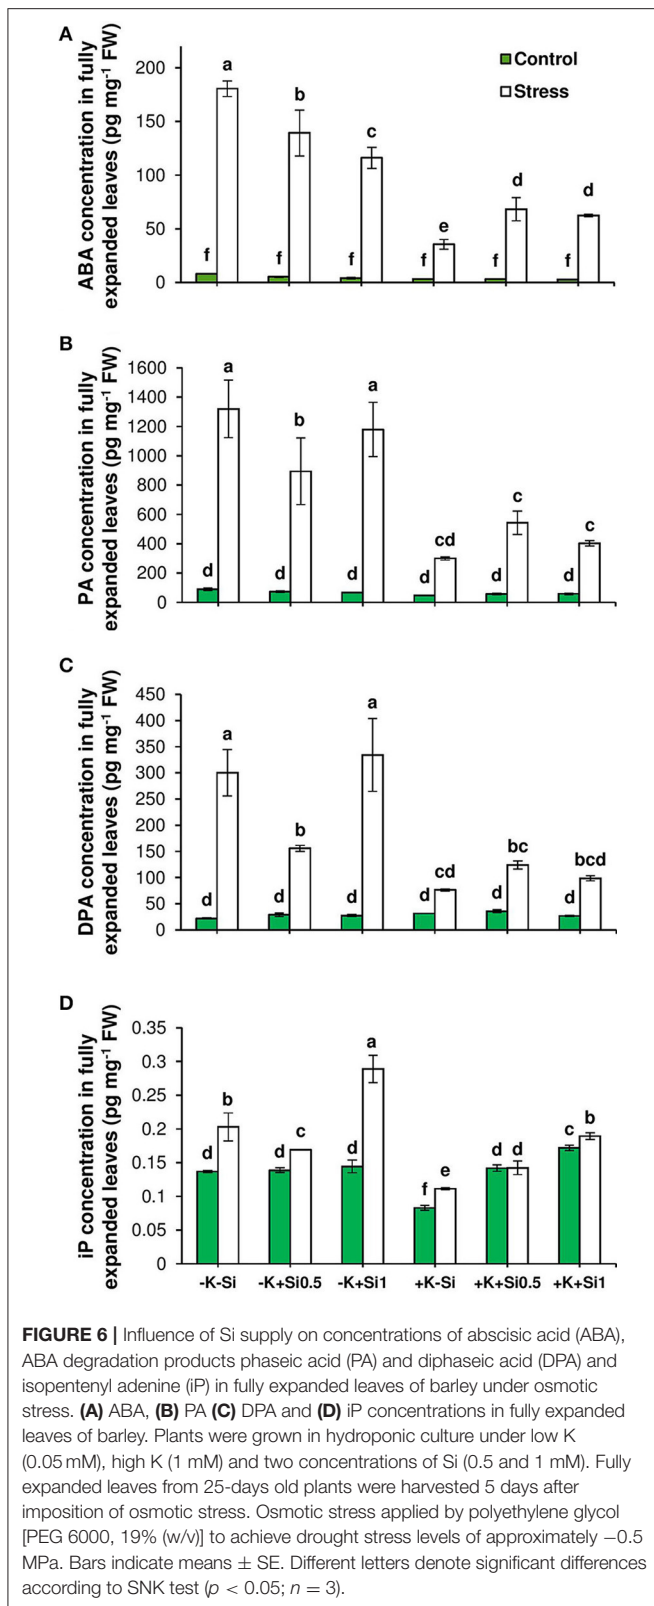 A
ABA concentration in fully
expanded leaves (pg mg-1 FW)
200
150
100
50
0
Control
Stress
a
b
c
e
d
d
f
f
f
f
f
f
B
PA concentration in fully
expanded leaves (pg mg-1 FW)
1600
1400
1200
1000
800
600
400
200
0
a
b
a
cd
c
c
d
d
d
d
d
d
C
DPA concentration in fully
expanded leaves (pg mg-1 FW)
450
400
350
300
250
200
150
100
50
0
a
b
a
cd
bc
bcd
d
d
d
d
d
d
D
iP concentration in fully
expanded leaves (pg mg-1 FW)
0.35
0.3
0.25
0.2
0.15
0.1
0.05
0
d
b
d
c
d
a
f
e
d
d
c
b
-K-Si
-K+Si0.5
-K+Si1
+K-Si
+K+Si0.5
+K+Si1
FIGURE 6 | Influence of Si supply on concentrations of abscisic acid (ABA),
ABA degradation products phaseic acid (PA) and diphaseic acid (DPA) and
isopentenyl adenine (iP) in fully expanded leaves of barley under osmotic
stress. (A) ABA, (B) PA (C) DPA and (D) iP concentrations in fully expanded
leaves of barley. Plants were grown in hydroponic culture under low K
(0.05 mM), high K (1 mM) and two concentrations of Si (0.5 and 1 mM). Fully
expanded leaves from 25-days old plants were harvested 5 days after
imposition of osmotic stress. Osmotic stress applied by polyethylene glycol
[PEG 6000, 19% (w/v)] to achieve drought stress levels of approximately −0.5
MPa. Bars indicate means ± SE. Different letters denote significant differences
according to SNK test (p < 0.05; n = 3).